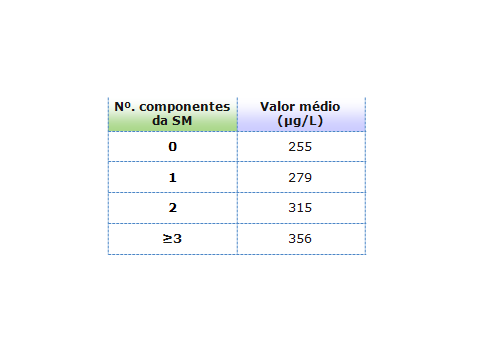 Nº. componentes da SM
Valor médio (µg/L)
0 255
1 279
2 315
≥3 356